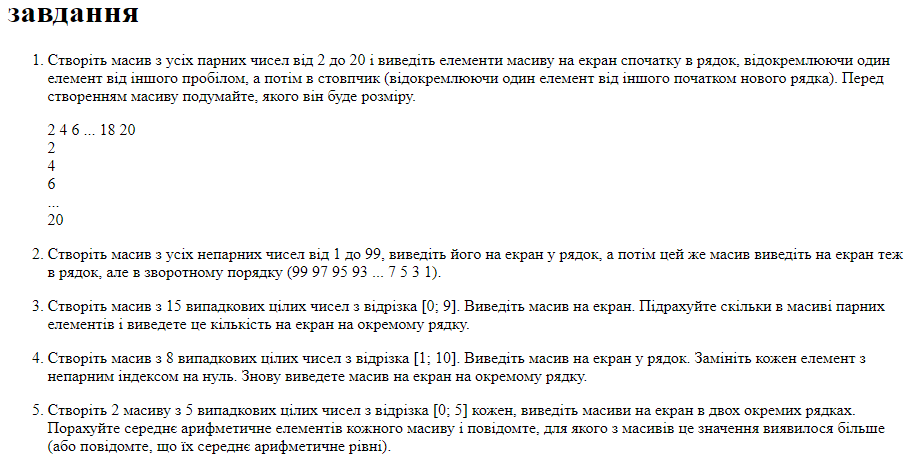 завдання
1. Створіть масив з усіх парних чисел від 2 до 20 і виведіть елементи масиву на екран спочатку в рядок, відокремлюючи один
елемент від іншого пробілом, а потім в стовпчик (відокремлюючи один елемент від іншого початком нового рядка). Перед
створенням масиву подумайте, якого він буде розміру.
2 4 6 ... 18 20
2
4
6
...
20
2. Створіть масив з усіх непарних чисел від 1 до 99, виведіть його на екран у рядок, а потім цей же масив виведіть на екран теж
в рядок, але в зворотному порядку (99 97 95 93 ... 7 5 3 1).
3. Створіть масив з 15 випадкових цілих чисел з відрізка [0; 9]. Виведіть масив на екран. Підрахуйте скільки в масиві парних
елементів і виведете це кількість на екран на окремому рядку.
4. Створіть масив з 8 випадкових цілих чисел з відрізка [1; 10]. Виведіть масив на екран у рядок. Замініть кожен елемент з
непарним індексом на нуль. Знову виведете масив на екран на окремому рядку.
5. Створіть 2 масиву з 5 випадкових цілих чисел з відрізка [0; 5] кожен, виведіть масиви на екран в двох окремих рядках.
Порахуйте середнє арифметичне елементів кожного масиву і повідомте, для якого з масивів це значення виявилося більше
(або повідомте, що їх середнє арифметичне рівні).